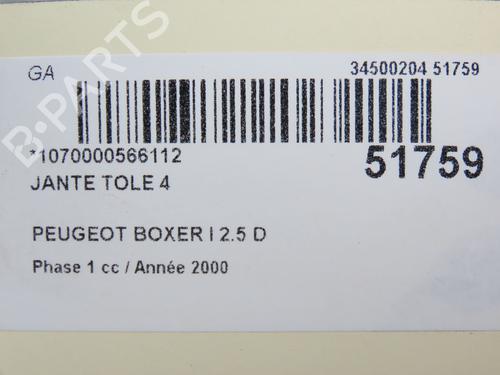 GA
34500204 51759
*1070000566112
51759
JANTE TOLE 4
PEUGEOT BOXER I 2.5 D
Phase 1 cc / Année 2000
B-PARTS